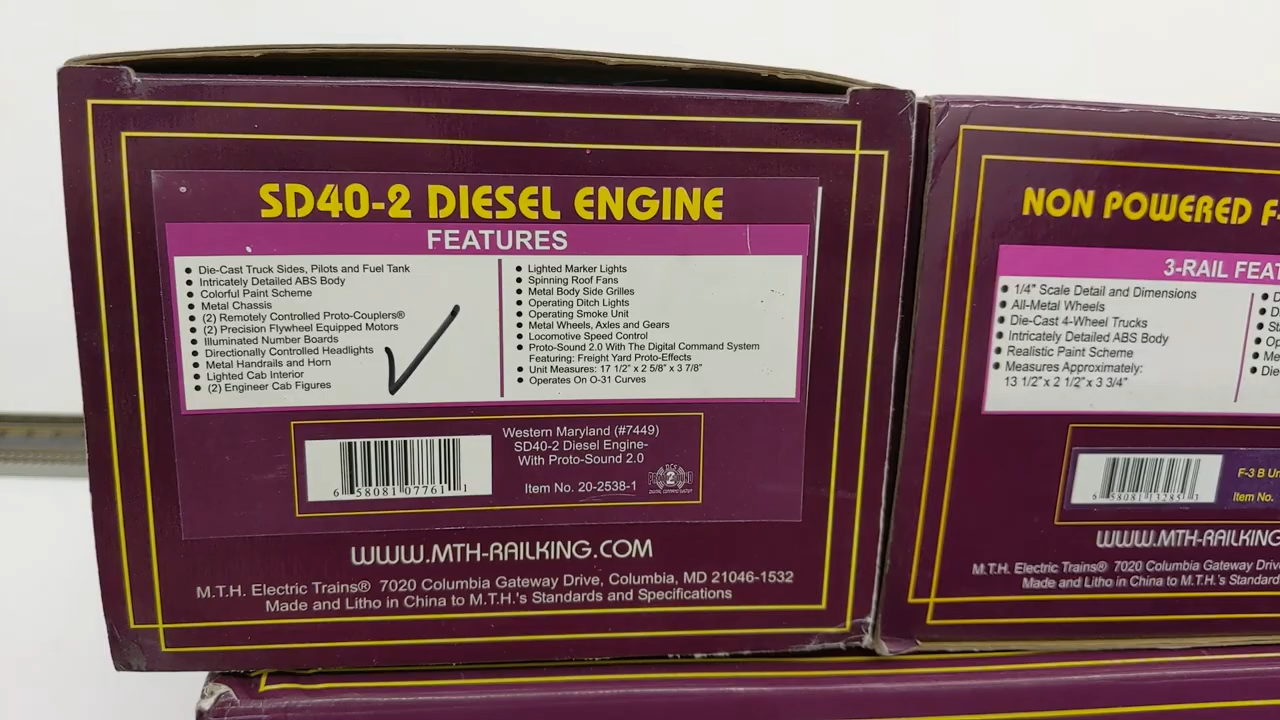 SD40-2 DIESEL ENGINE
FEATURES
Die-Cast Truck Sides, Pilots and Fuel Tank
Intricately Detailed ABS Body
Colorful Paint Scheme
Metal Chassis
(2) Remotely Controlled Proto-Couplers®
(2) Precision Flywheel Equipped Motors
Illuminated Number Boards
Directionally Controlled Headlights
Metal Handrails and Horn
Lighted Cab Interior
(2) Engineer Cab Figures
Lighted Marker Lights
Spinning Roof Fans
Metal Body Side Grilles
Operating Ditch Lights
Operating Smoke Unit
Metal Wheels, Axles and Gears
Locomotive Speed Control
Proto-Sound 2.0 With The Digital Command System
Featuring: Freight Yard Proto-Effects
Unit Measures: 17 1/2" x 2 5/8" x 3 7/8"
Operates On O-31 Curves
Western Maryland (#7449)
SD40-2 Diesel Engine-
With Proto-Sound 2.0
Item No. 20-2538-1
6 58081 07761 1
WWW.MTH-RAILKING.COM
M.T.H. Electric Trains® 7020 Columbia Gateway Drive, Columbia, MD 21046-1532
Made and Litho in China to M.T.H.'s Standards and Specifications
NON POWERED F-
3-RAIL FEAT
1/4" Scale Detail and Dimensions
All-Metal Wheels
Die-Cast 4-Wheel Trucks
Intricately Detailed ABS Body
Realistic Paint Scheme
Measures Approximately:
13 1/2" x 2 1/2" x 3 3/4"
F-3 B Un
Item No.
6 58081 13285 3
WWW.MTH-RAILKING
M.T.H. Electric Trains® 7020 Columbia Gateway Drive
Made and Litho in China to M.T.H.'s Standard